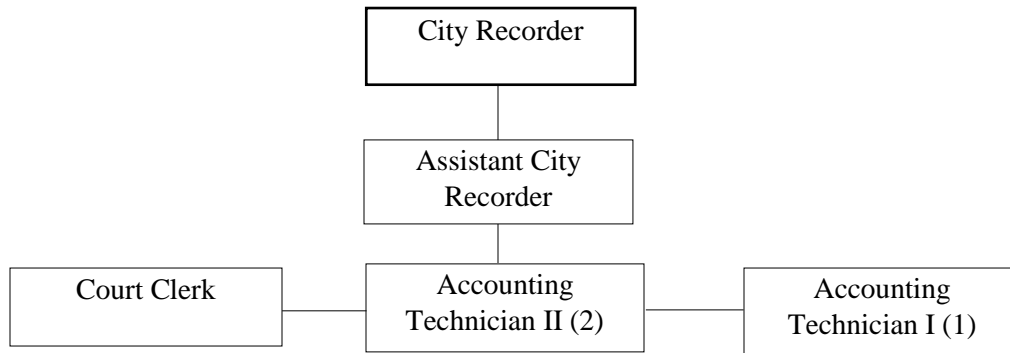 City Recorder
Assistant City
Recorder
Court Clerk
Accounting
Technician II (2)
Accounting
Technician I (1)